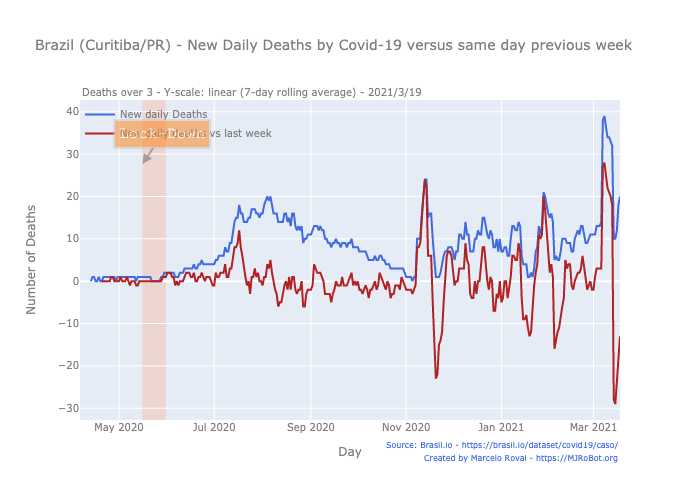 Brazil (Curitiba/PR) - New Daily Deaths by Covid-19 versus same day previous week
Deaths over 3 - Y-scale: linear (7-day rolling average) - 2021/3/19
New daily Deaths
New daily Deaths vs last week
Number of Deaths
40
30
20
10
0
−10
−20
−30
May 2020
Jul 2020
Sep 2020
Nov 2020
Jan 2021
Mar 2021
Day
Source: Brasil.io - https://brasil.io/dataset/covid19/caso/
Created by Marcelo Rovai - https://MJRoBot.org